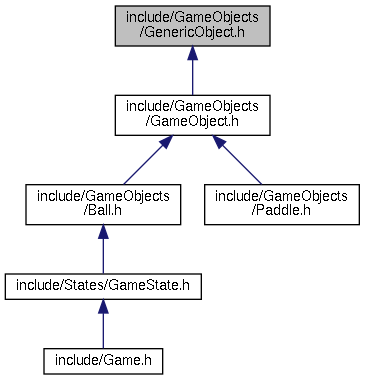 include/GameObjects
/GenericObject.h
include/GameObjects
/GameObject.h
include/GameObjects
/Ball.h
include/GameObjects
/Paddle.h
include/States/GameState.h
include/Game.h